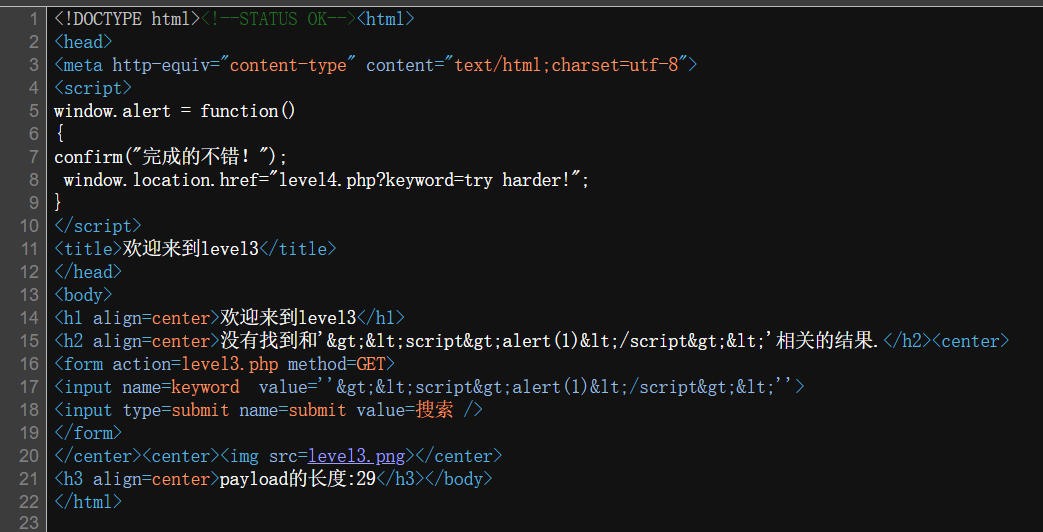 1 <!DOCTYPE html><!--STATUS OK--><html>
2 <head>
3 <meta http-equiv="content-type" content="text/html;charset=utf-8">
4 <script>
5 window.alert = function()
6 {
7 confirm("完成的不错！");
8  window.location.href="level4.php?keyword=try harder!";
9 }
10 </script>
11 <title>欢迎来到level3</title>
12 </head>
13 <body>
14 <h1 align=center>欢迎来到level3</h1>
15 <h2 align=center>没有找到和'&gt;&lt;script&gt;alert(1)&lt;/script&gt;&lt;'相关的结果.</h2><center>
16 <form action=level3.php method=GET>
17 <input name=keyword  value=''&gt;&lt;script&gt;alert(1)&lt;/script&gt;&lt;''>
18 <input type=submit name=submit value=搜索 />
19 </form>
20 </center><center><img src=level3.png></center>
21 <h3 align=center>payload的长度:29</h3></body>
22 </html>
23